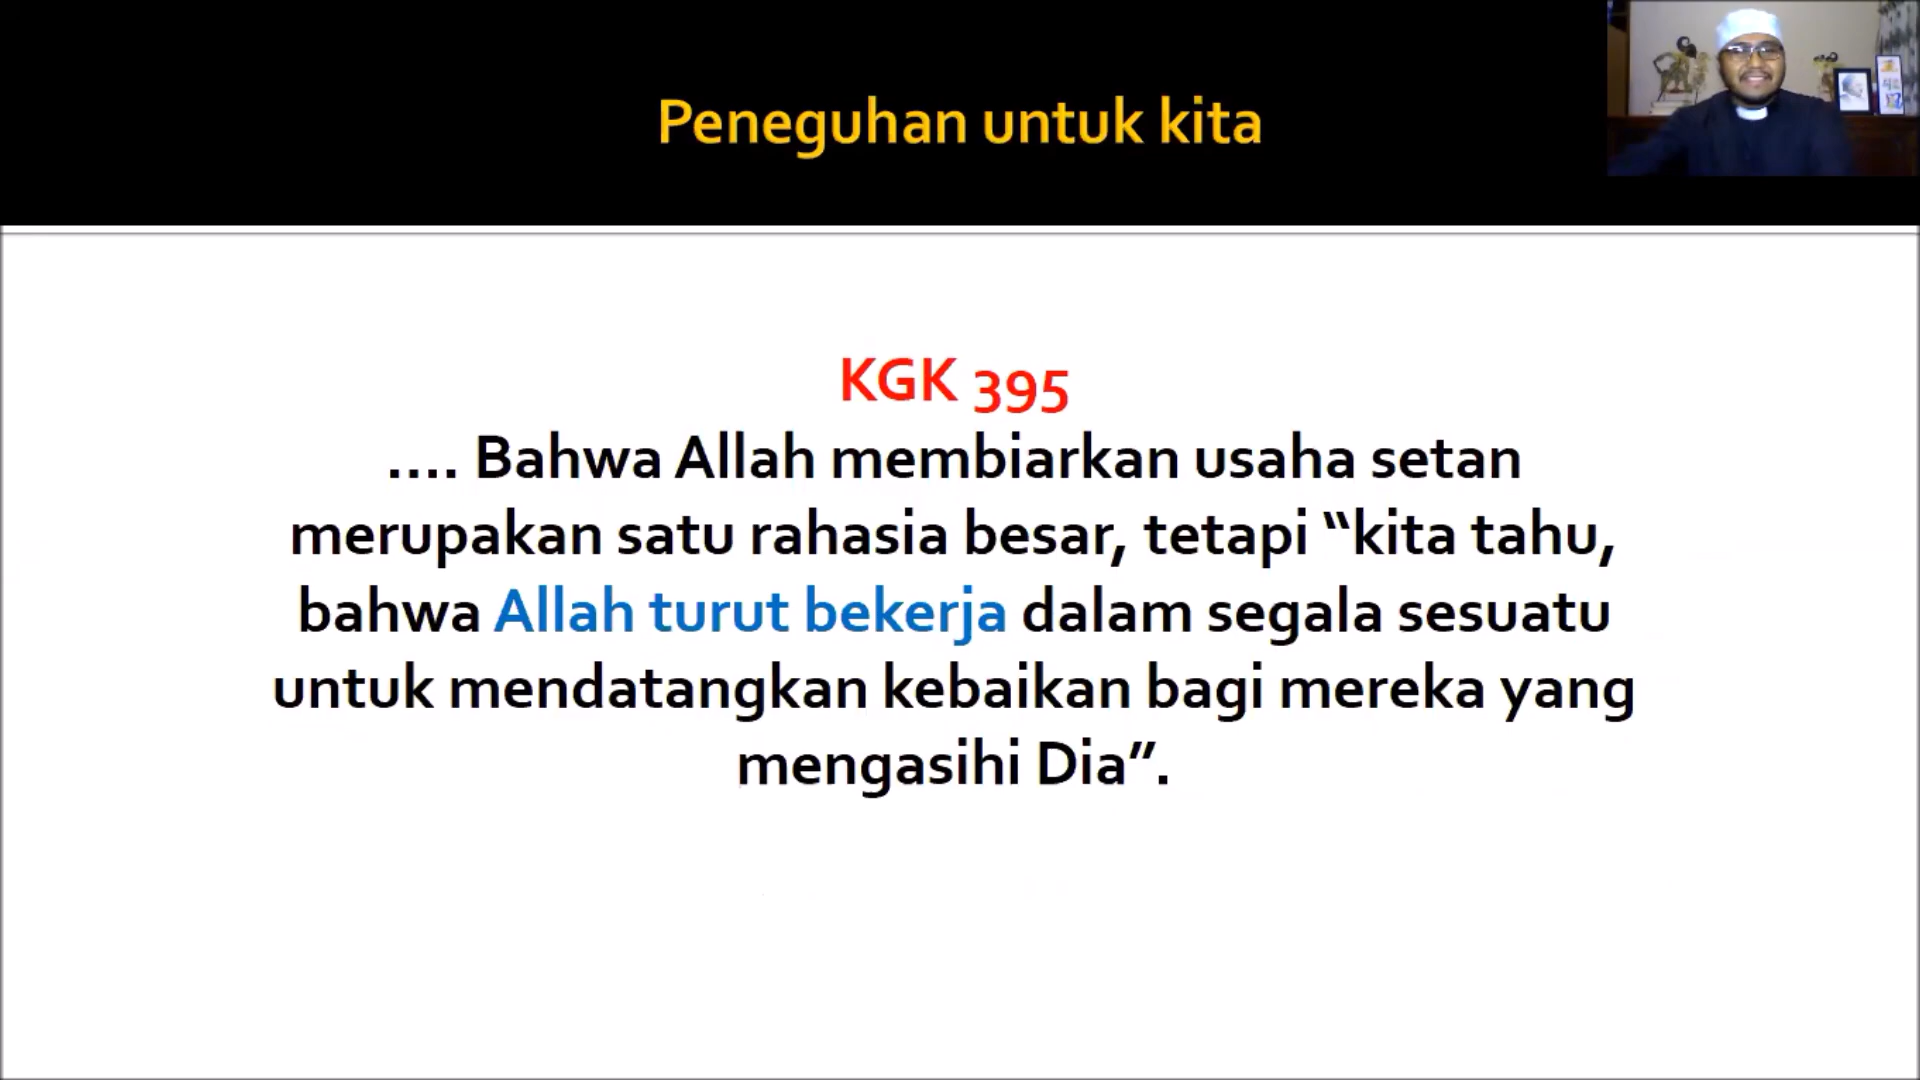 Peneguhan untuk kita
KGK 395
.... Bahwa Allah membiarkan usaha setan
merupakan satu rahasia besar, tetapi “kita tahu,
bahwa Allah turut bekerja dalam segala sesuatu
untuk mendatangkan kebaikan bagi mereka yang
mengasihi Dia”.